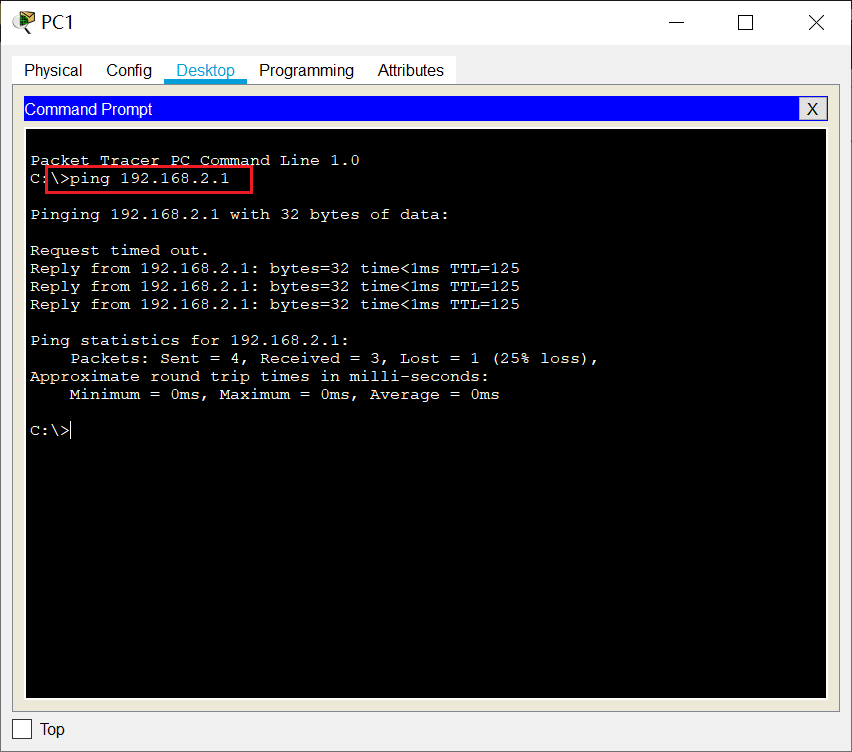 PC1
Physical Config Desktop Programming Attributes
Command Prompt X
Packet Tracer PC Command Line 1.0
C:\>ping 192.168.2.1
Pinging 192.168.2.1 with 32 bytes of data:
Request timed out.
Reply from 192.168.2.1: bytes=32 time<1ms TTL=125
Reply from 192.168.2.1: bytes=32 time<1ms TTL=125
Reply from 192.168.2.1: bytes=32 time<1ms TTL=125
Ping statistics for 192.168.2.1:
Packets: Sent = 4, Received = 3, Lost = 1 (25% loss),
Approximate round trip times in milli-seconds:
Minimum = 0ms, Maximum = 0ms, Average = 0ms
C:\>
Top